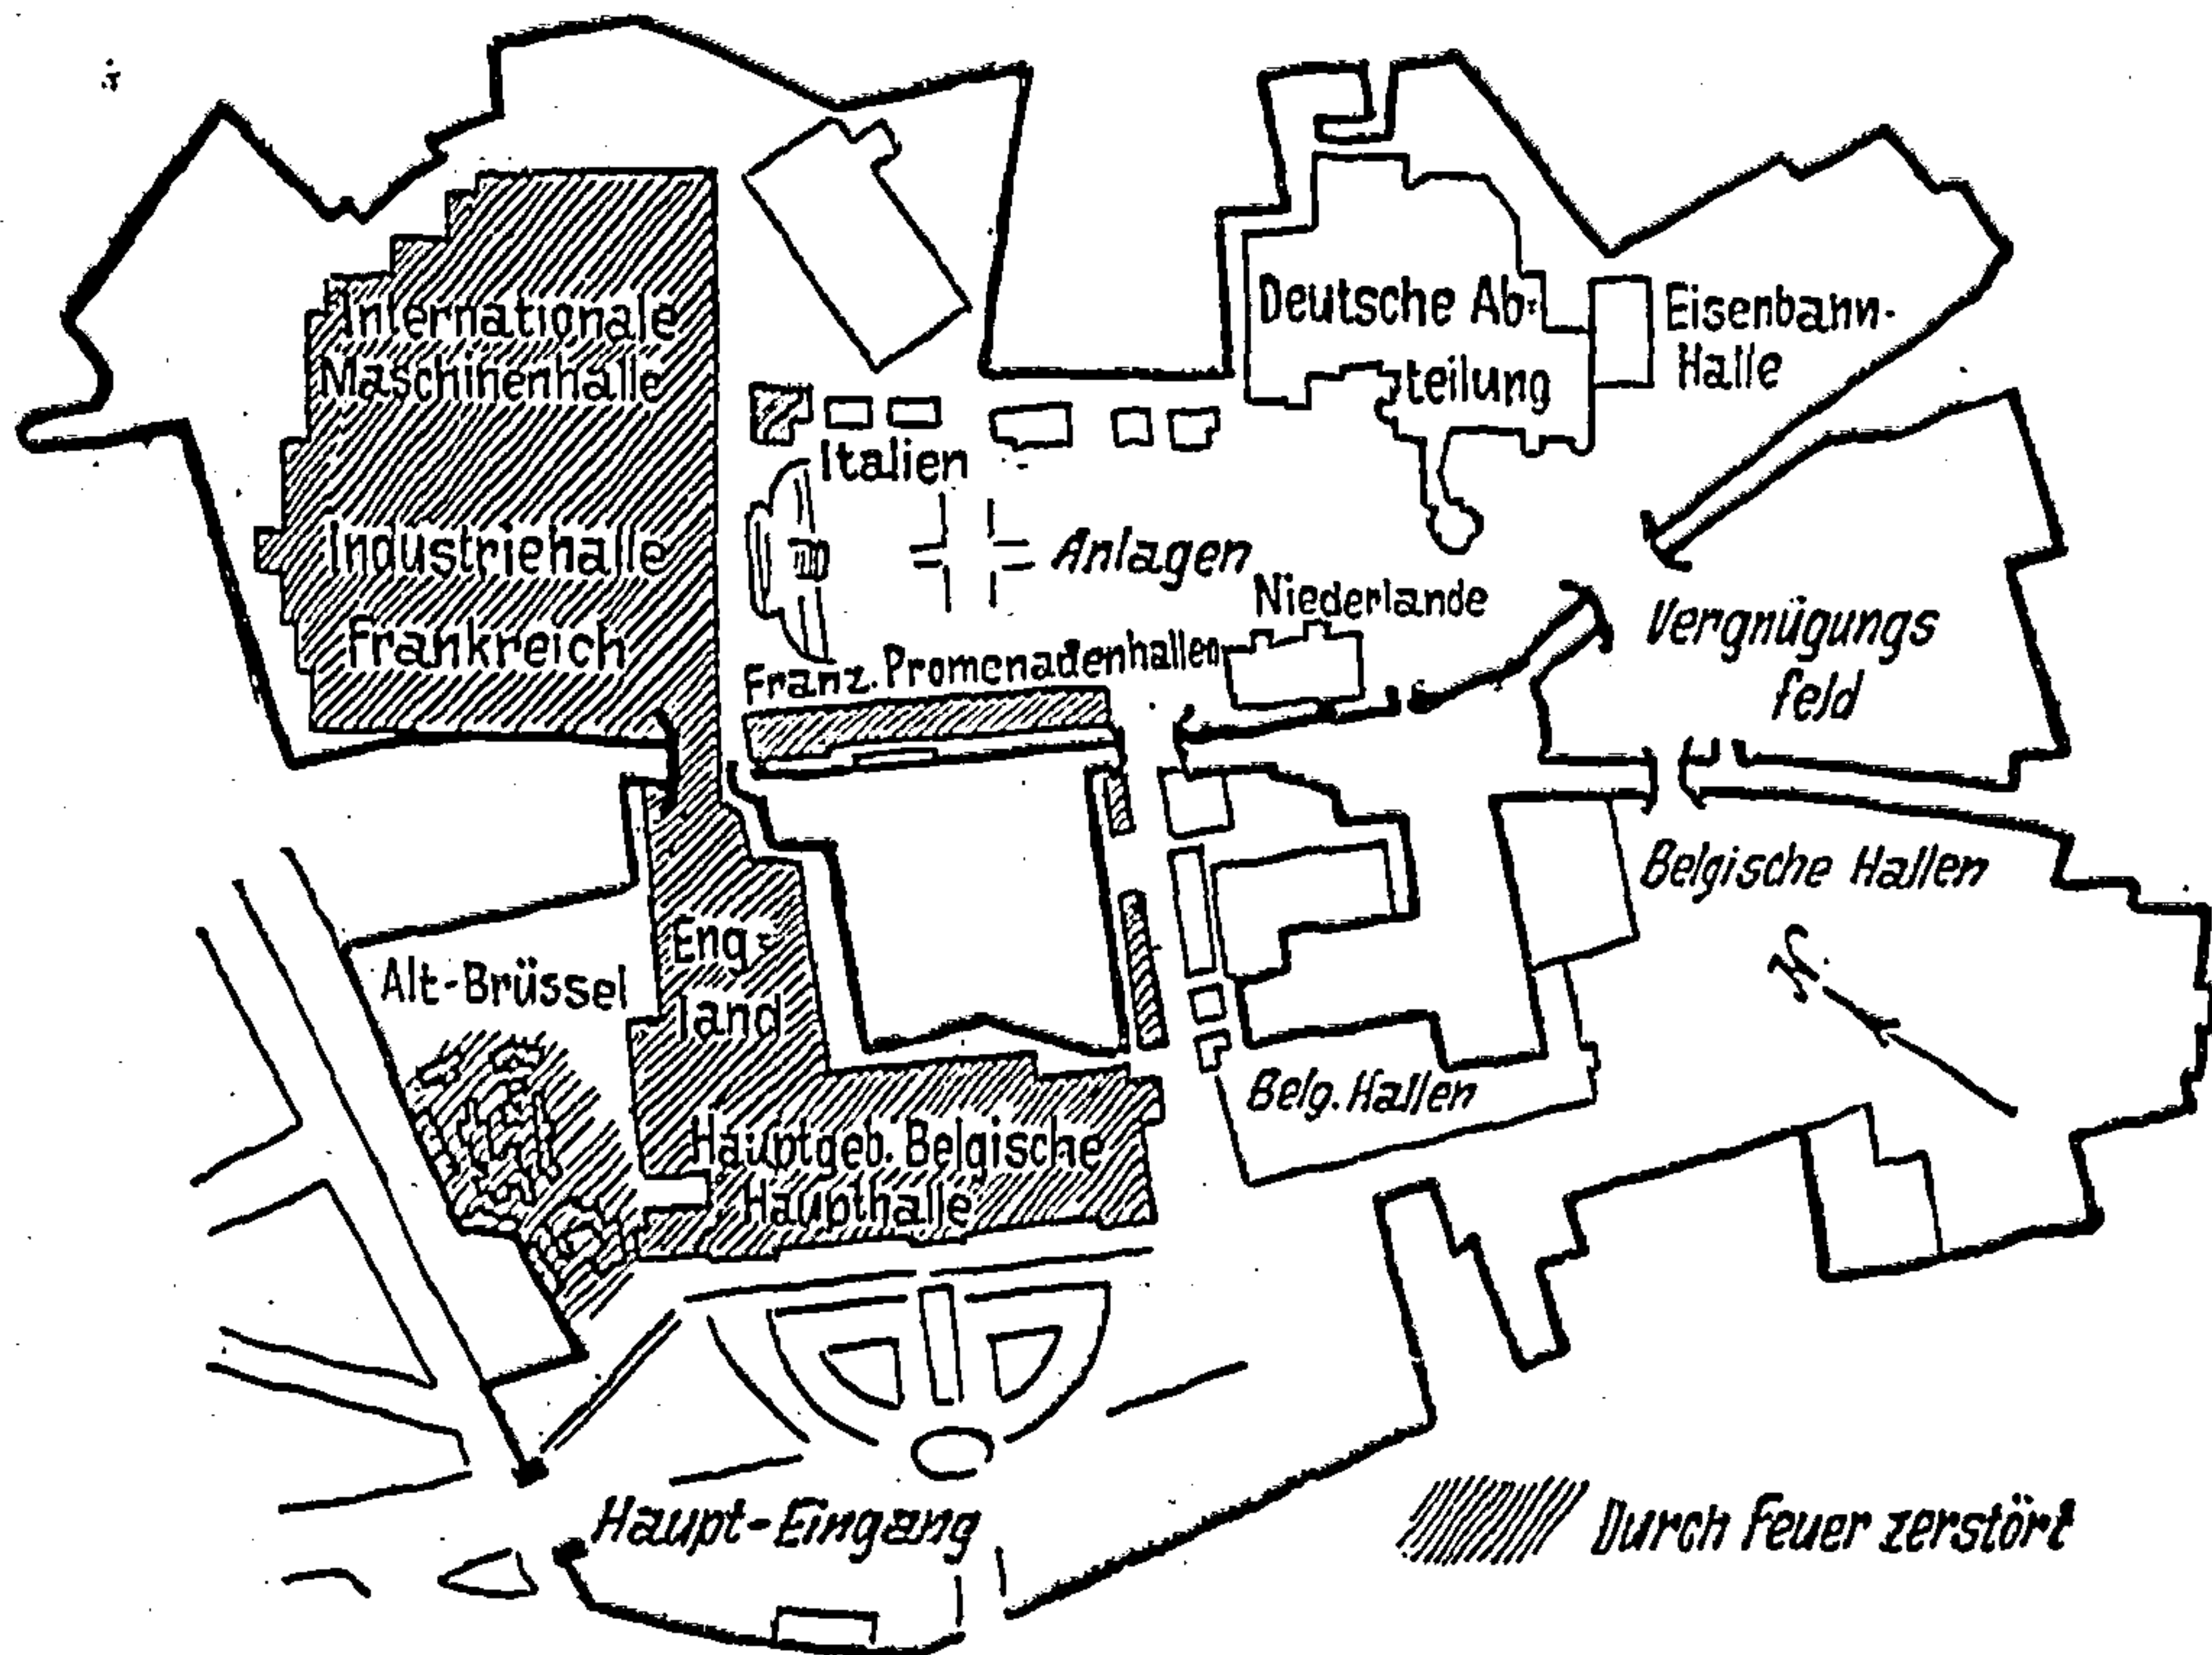 Internationale
Maschinenhalle
Industriehalle
Frankreich
Italien
Anlagen
Deutsche Ab-
teilung
Eisenbahn-
Halle
Niederlande
Franz. Promenadenhallen
Vergnügungs
feld
Belgische Hallen
N
Alt-Brüssel
Eng-
land
Belg. Hallen
Hauptgeb. Belgische
Haupthalle
Haupt-Eingang
Durch Feuer zerstört